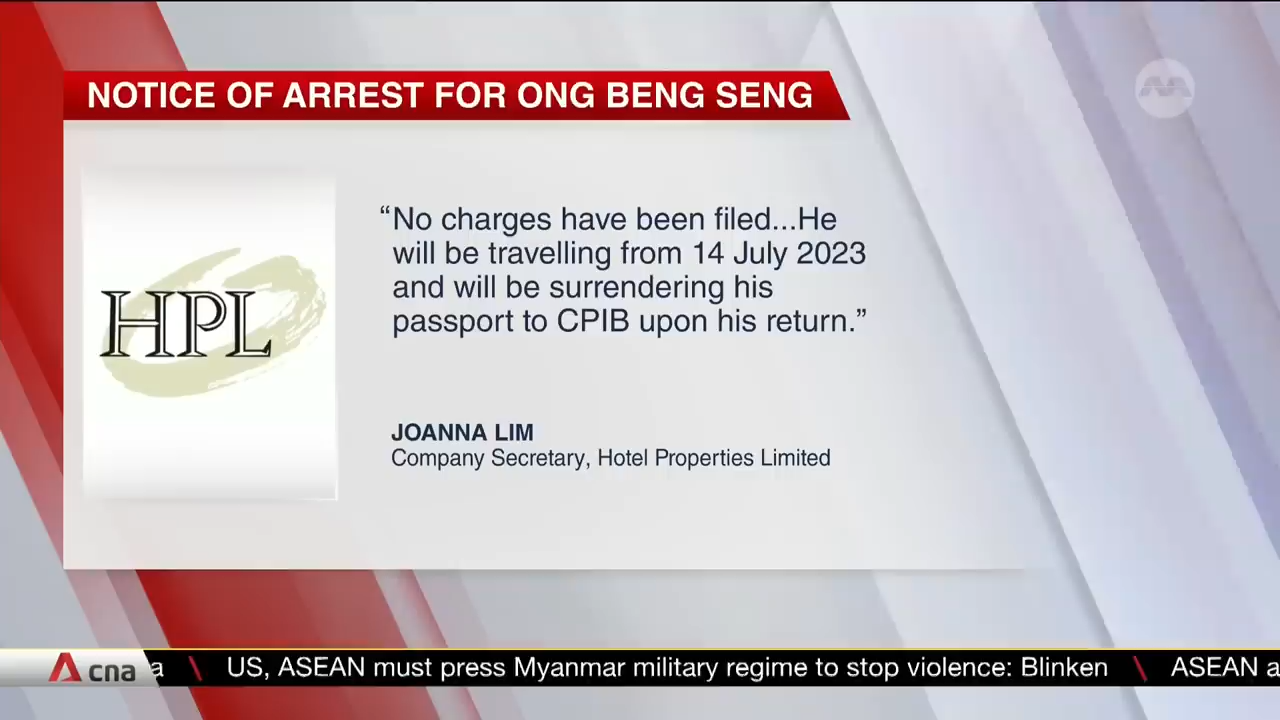 NOTICE OF ARREST FOR ONG BENG SENG
HPL
“No charges have been filed...He
will be travelling from 14 July 2023
and will be surrendering his
passport to CPIB upon his return.”
JOANNA LIM
Company Secretary, Hotel Properties Limited
cna
a \ US, ASEAN must press Myanmar military regime to stop violence: Blinken \ ASEAN a